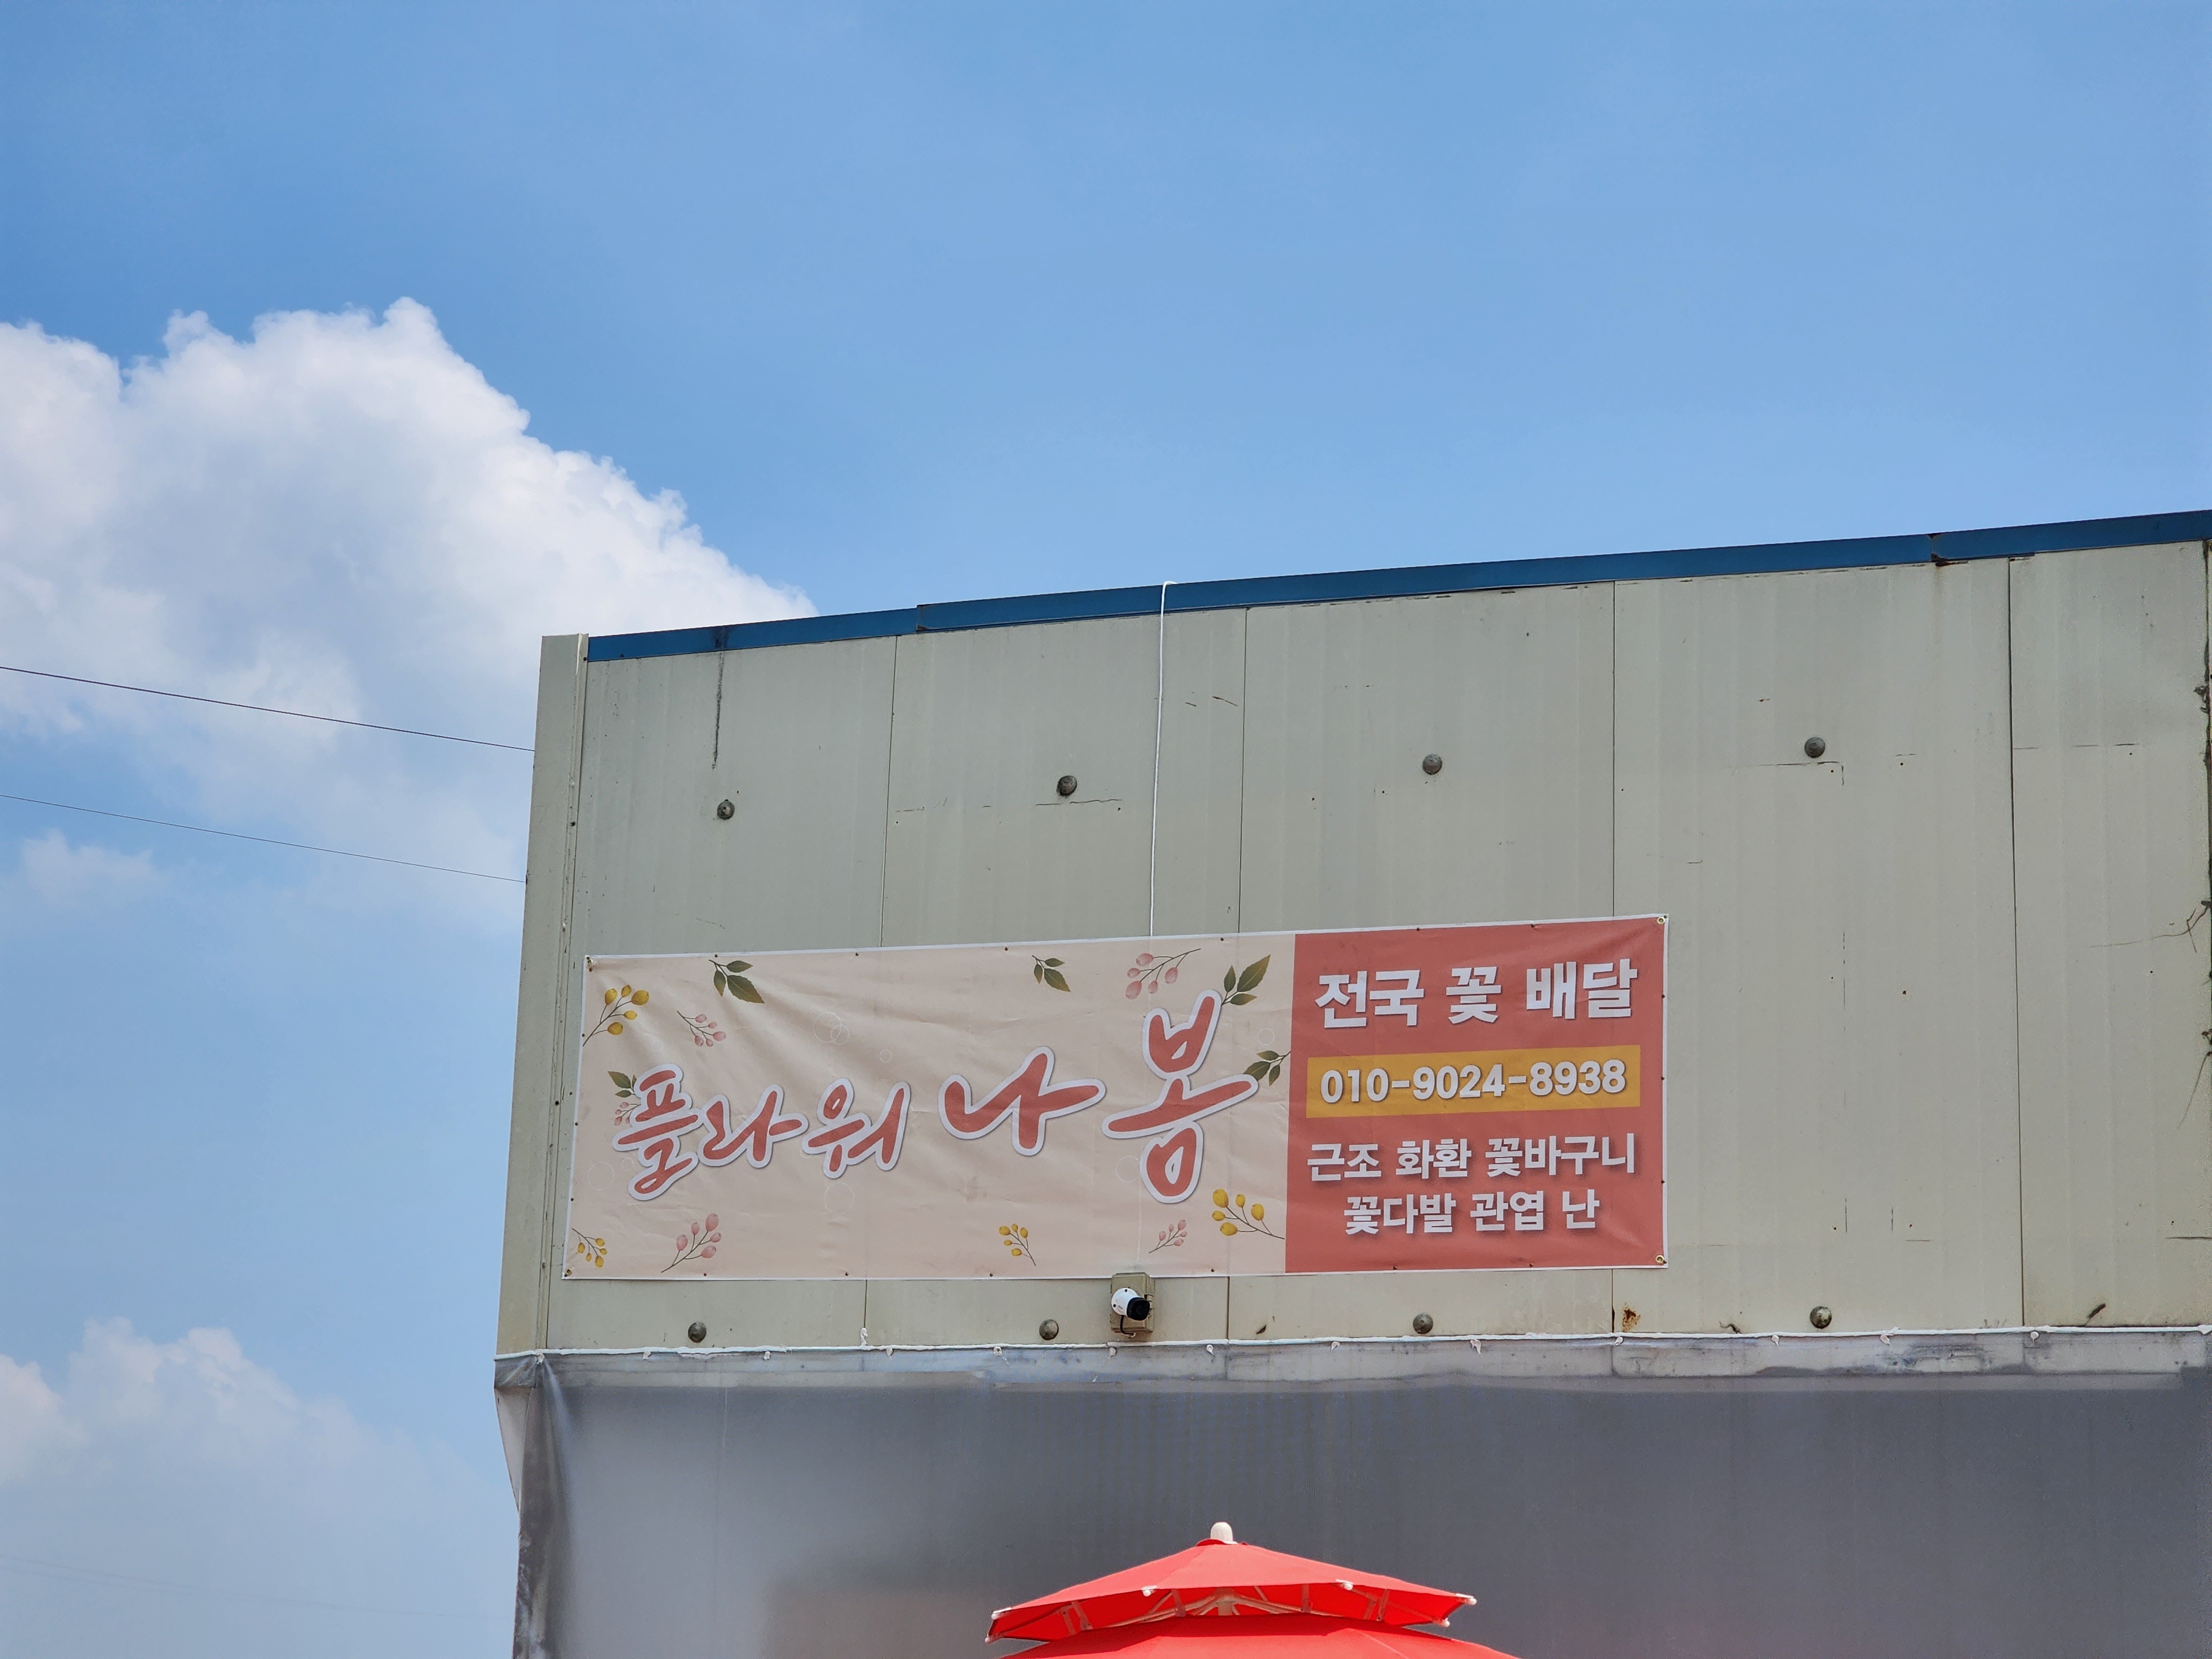 플라워 나봄
전국 꽃 배달
010-9024-8938
근조 화환 꽃바구니
꽃다발 관엽 난